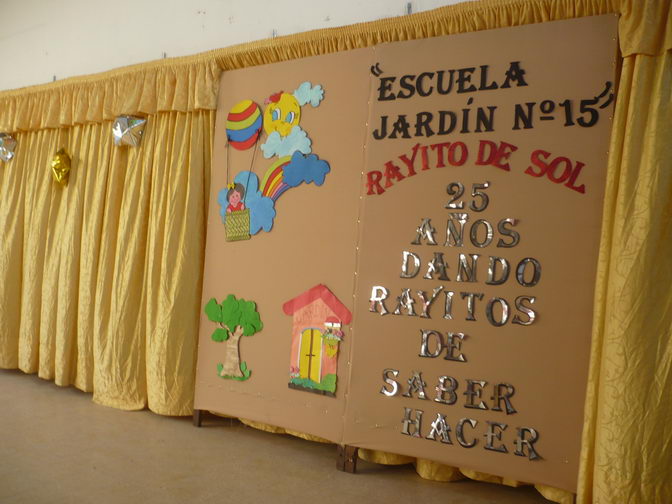 "ESCUELA
JARDÍN Nº15"
RAYITO DE SOL
25
AÑOS
DANDO
RAYITOS
DE
SABER
HACER